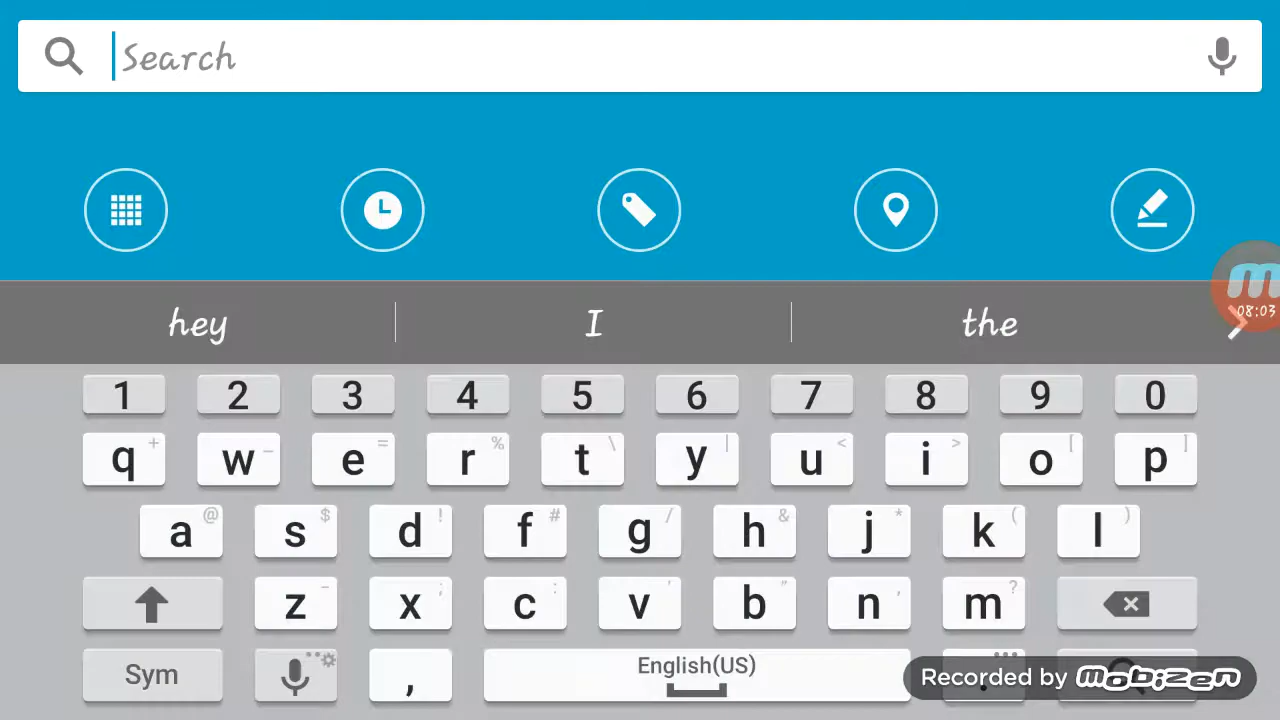 Search
08:03
hey I the
1 2 3 4 5 6 7 8 9 0
q + w - e = r % t \ y | u < i > o [ p ]
a @ s $ d ! f # g / h & j * k ( l )
z - x ; c : v ' b " n , m ?
Sym , English(US) .
Recorded by mobizen